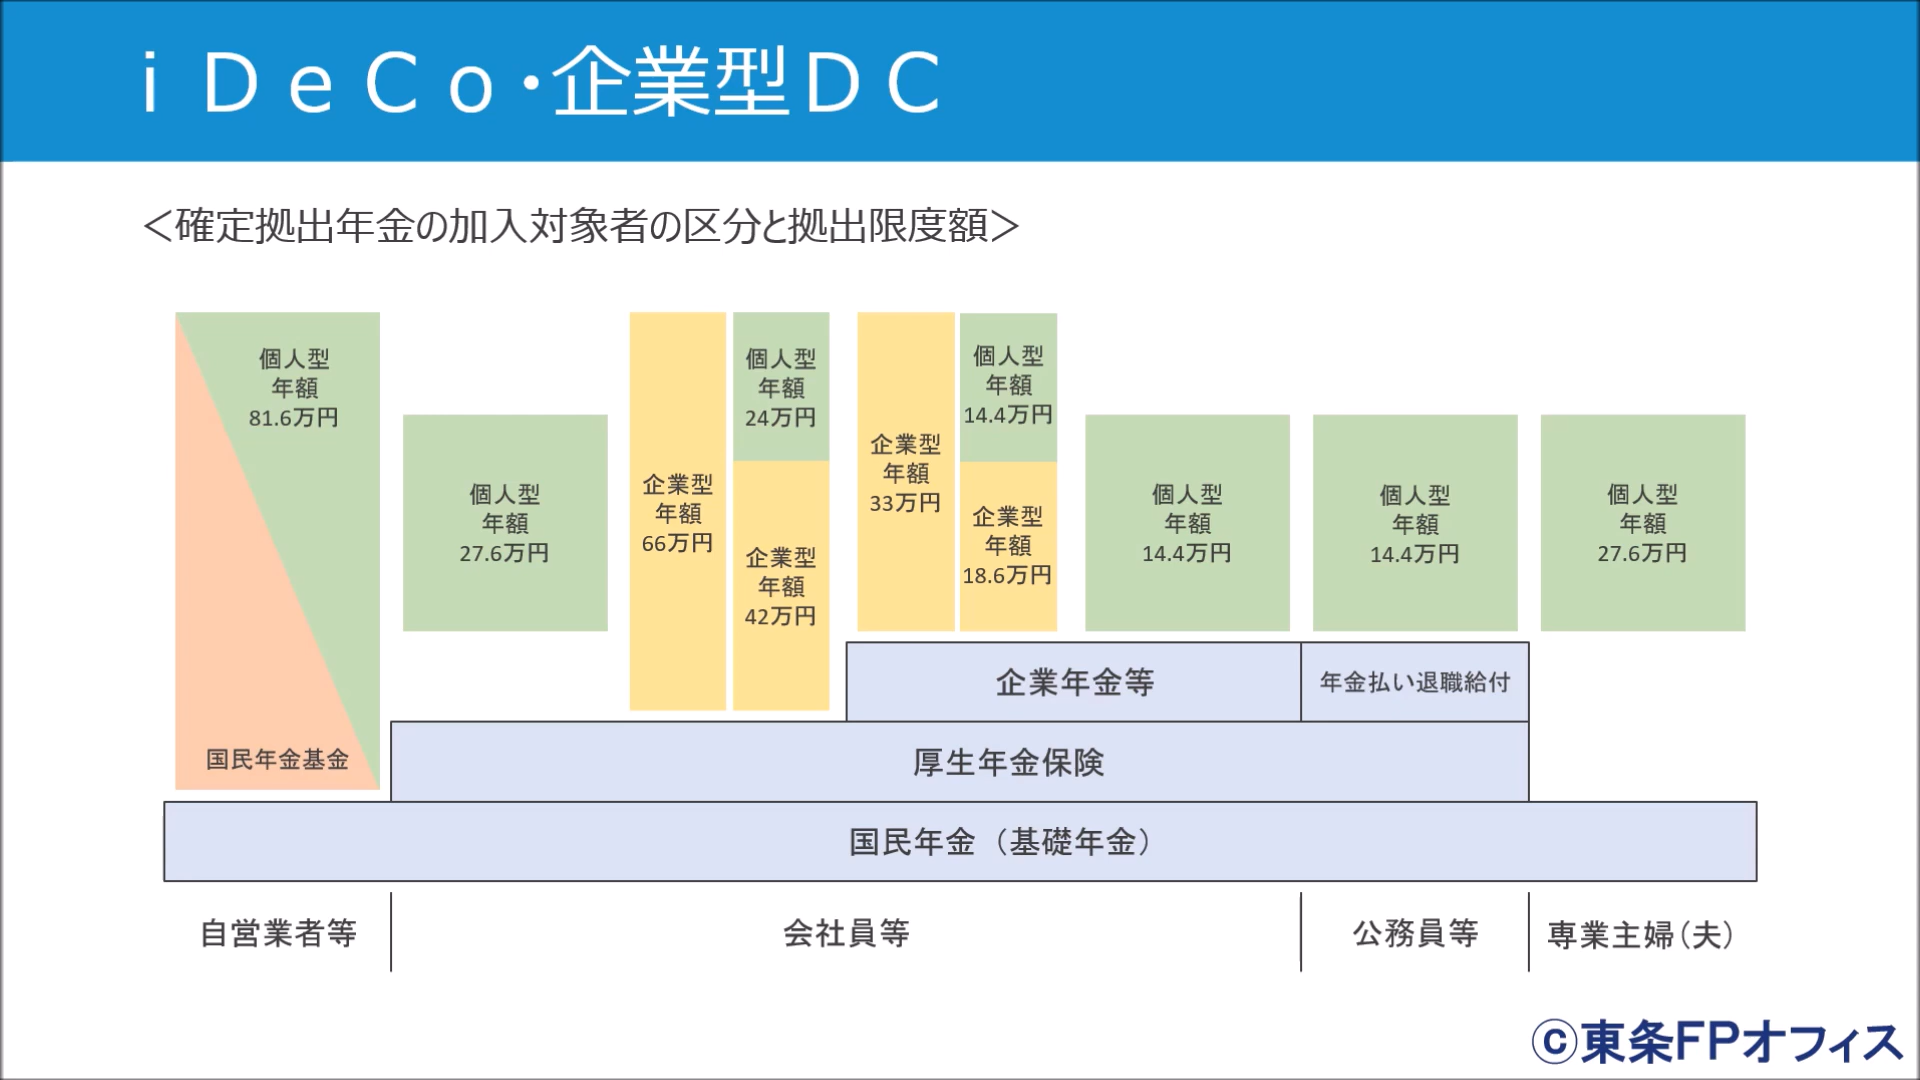 ｉＤｅＣｏ・企業型ＤＣ
＜確定拠出年金の加入対象者の区分と拠出限度額＞
個人型
年額
81.6万円
国民年金基金
個人型
年額
27.6万円
企業型
年額
66万円
個人型
年額
24万円
企業型
年額
42万円
企業型
年額
33万円
個人型
年額
14.4万円
企業型
年額
18.6万円
個人型
年額
14.4万円
個人型
年額
14.4万円
個人型
年額
27.6万円
企業年金等
年金払い退職給付
厚生年金保険
国民年金（基礎年金）
自営業者等
会社員等
公務員等
専業主婦（夫）
©東条FPオフィス